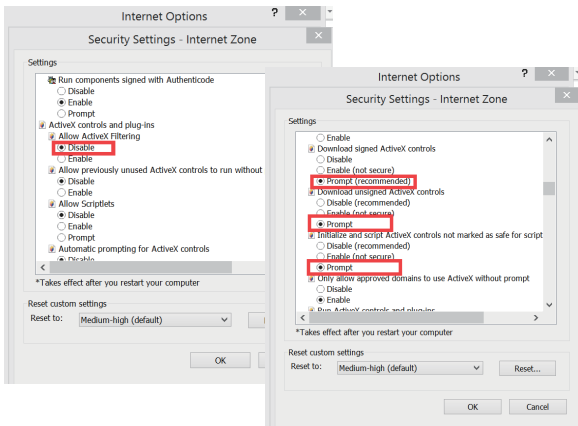 Internet Options
?
×
Security Settings - Internet Zone
×
Settings
Run components signed with Authenticode
Disable
Enable
Prompt
ActiveX controls and plug-ins
Allow ActiveX Filtering
Disable
Enable
Allow previously unused ActiveX controls to run without
Disable
Enable
Allow Scriptlets
Disable
Enable
Prompt
Automatic prompting for ActiveX controls
Disable
*Takes effect after you restart your computer
Reset custom settings
Reset to:
Medium-high (default)
OK
Internet Options
?
×
Security Settings - Internet Zone
×
Settings
Enable
Download signed ActiveX controls
Disable
Enable (not secure)
Prompt (recommended)
Download unsigned ActiveX controls
Disable (recommended)
Enable (not secure)
Prompt
Initialize and script ActiveX controls not marked as safe for script
Disable (recommended)
Enable (not secure)
Prompt
Only allow approved domains to use ActiveX without prompt
Disable
Enable
Run ActiveX controls and plug-ins
*Takes effect after you restart your computer
Reset custom settings
Reset to:
Medium-high (default)
Reset...
OK
Cancel